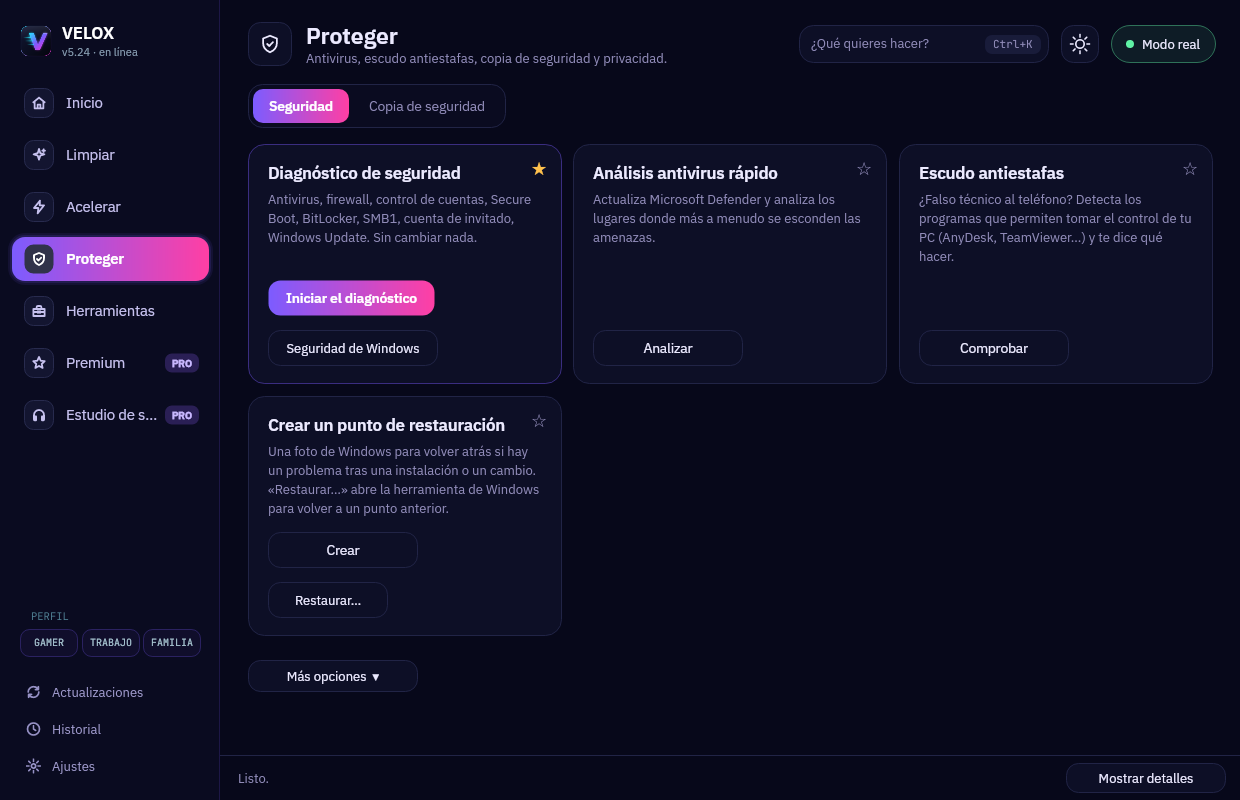 VELOX
v5.24 · en línea
Inicio
Limpiar
Acelerar
Proteger
Herramientas
Premium PRO
Estudio de s... PRO
PERFIL
GAMER TRABAJO FAMILIA
Actualizaciones
Historial
Ajustes
Proteger
Antivirus, escudo antiestafas, copia de seguridad y privacidad.
¿Qué quieres hacer? Ctrl+K
Modo real
Seguridad Copia de seguridad
Diagnóstico de seguridad ★
Antivirus, firewall, control de cuentas, Secure
Boot, BitLocker, SMB1, cuenta de invitado,
Windows Update. Sin cambiar nada.
Iniciar el diagnóstico
Seguridad de Windows
Análisis antivirus rápido ☆
Actualiza Microsoft Defender y analiza los
lugares donde más a menudo se esconden las
amenazas.
Analizar
Escudo antiestafas ☆
¿Falso técnico al teléfono? Detecta los
programas que permiten tomar el control de tu
PC (AnyDesk, TeamViewer…) y te dice qué
hacer.
Comprobar
Crear un punto de restauración ☆
Una foto de Windows para volver atrás si hay
un problema tras una instalación o un cambio.
«Restaurar…» abre la herramienta de Windows
para volver a un punto anterior.
Crear
Restaurar…
Más opciones ▾
Listo.
Mostrar detalles